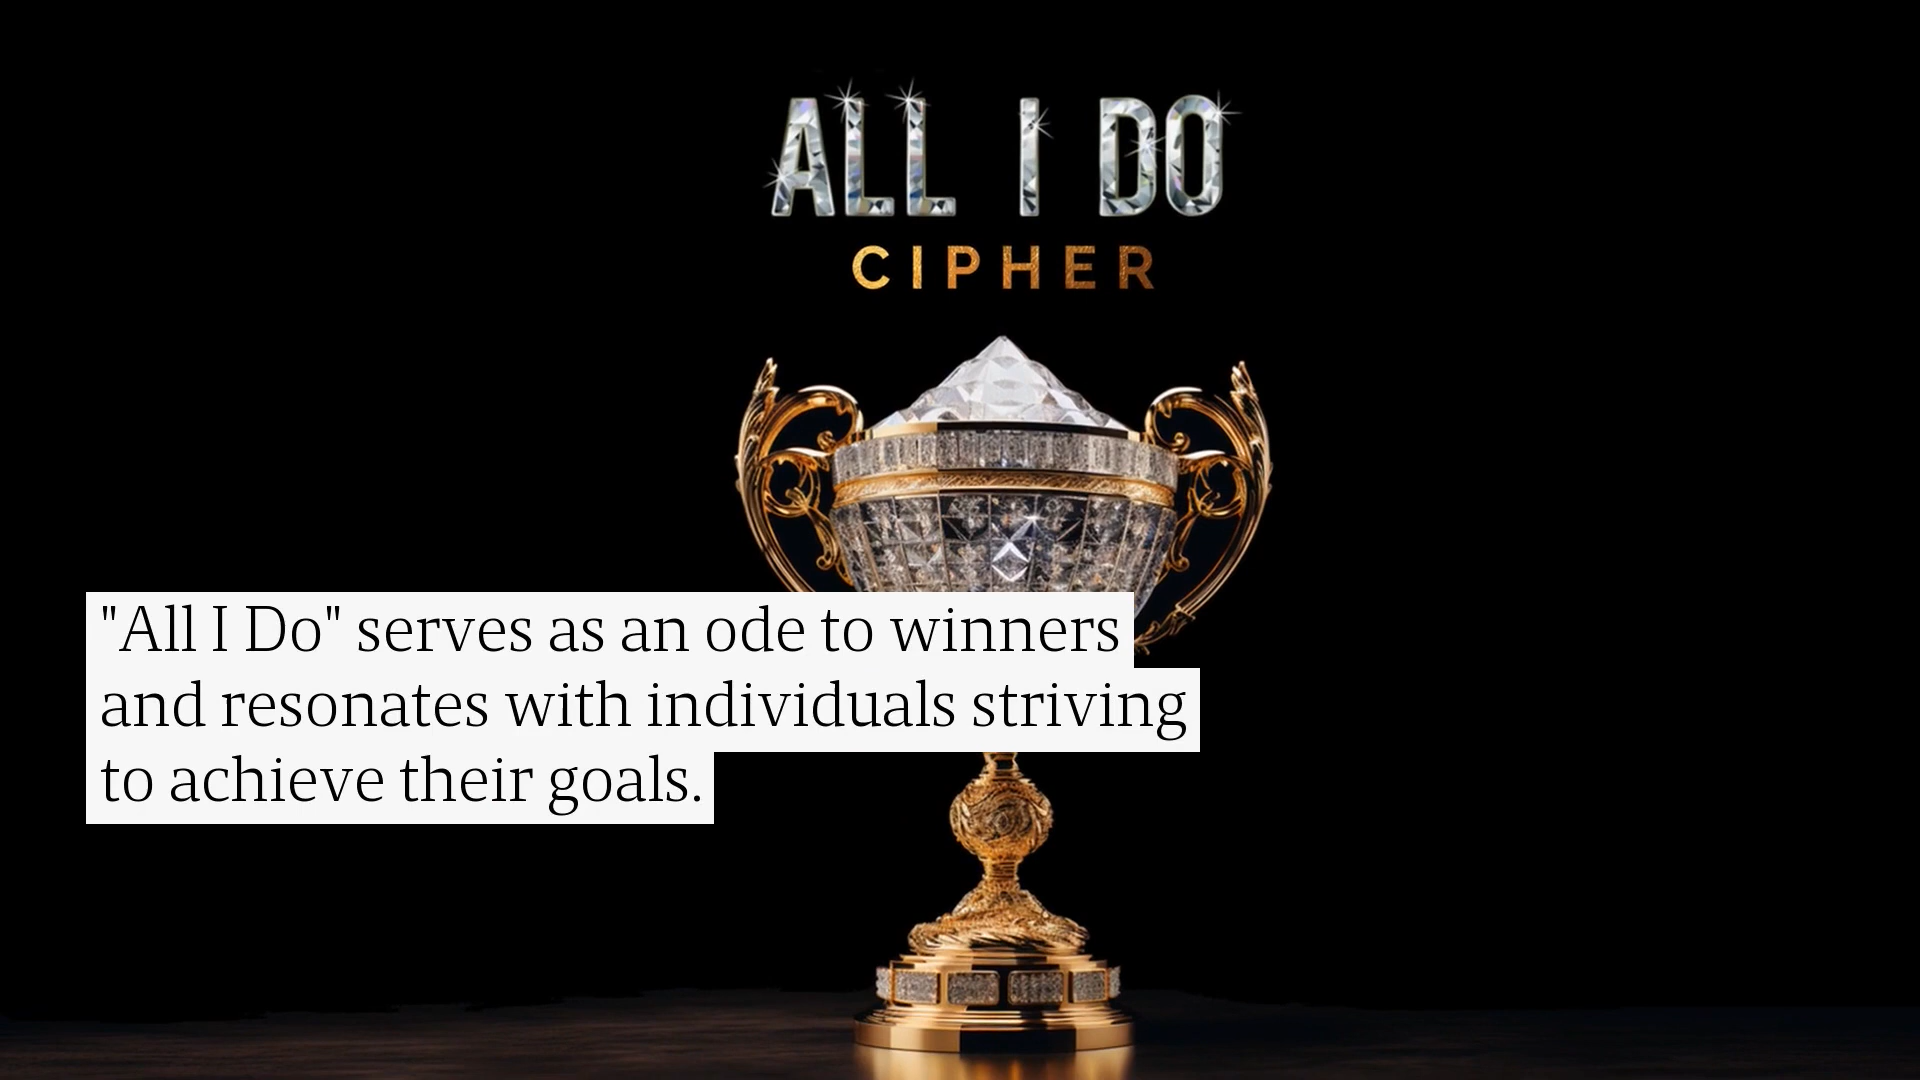 ALL I DO
CIPHER
"All I Do" serves as an ode to winners
and resonates with individuals striving
to achieve their goals.